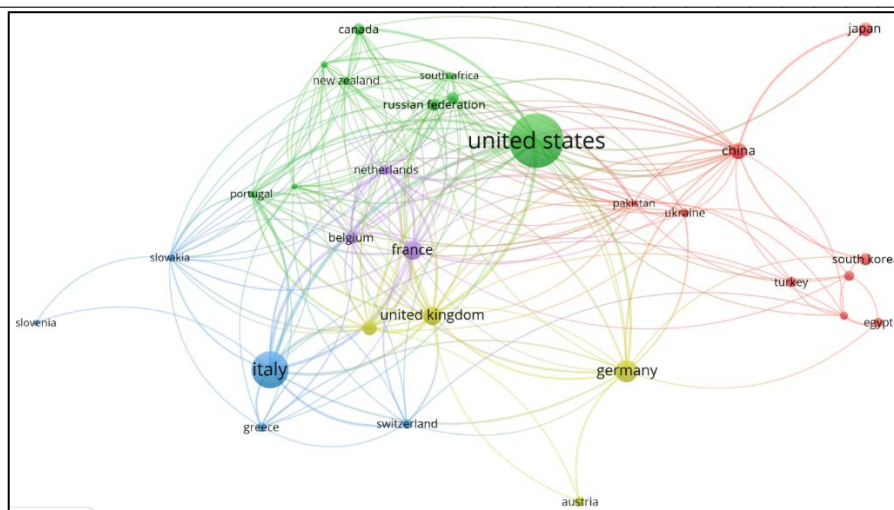 canada
japan
new zealand
south africa
russian federation
united states
china
netherlands
portugal
pakistan
ukraine
belgium
france
slovakia
south korea
turkey
slovenia
united kingdom
egypt
italy
germany
greece
switzerland
austria